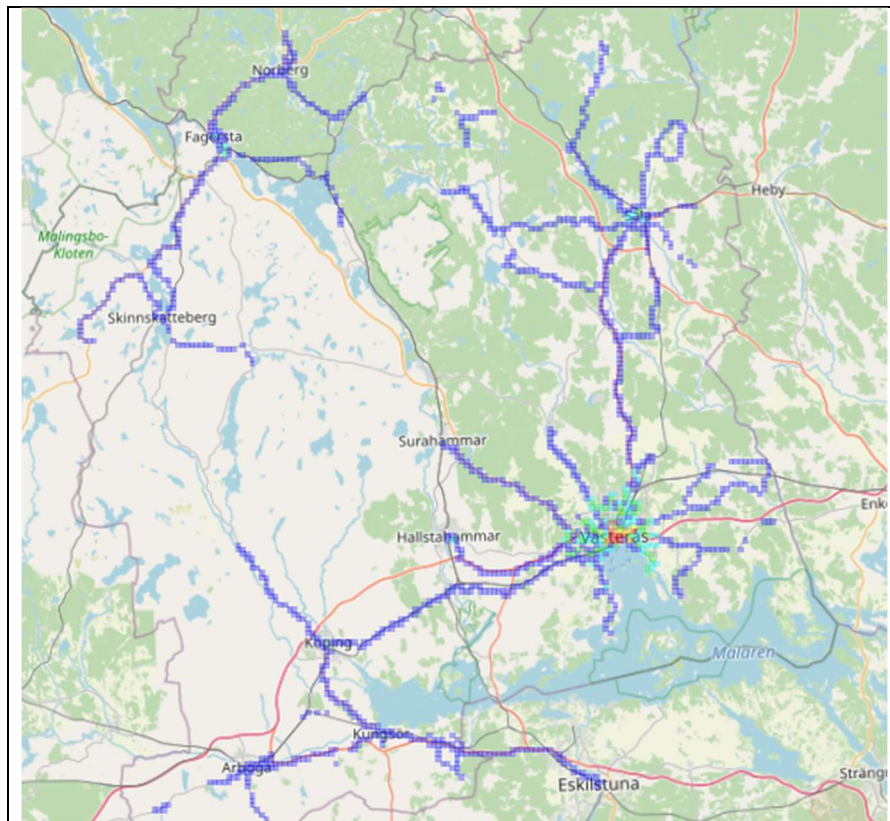 Norberg
Fagersta
Heby
Malingsbo-
Kloten
Skinnskatteberg
Surahammar
Enk
Hallstahammar
Västerås
Köping
Mälaren
Kungsör
Arboga
Eskilstuna
Sträng